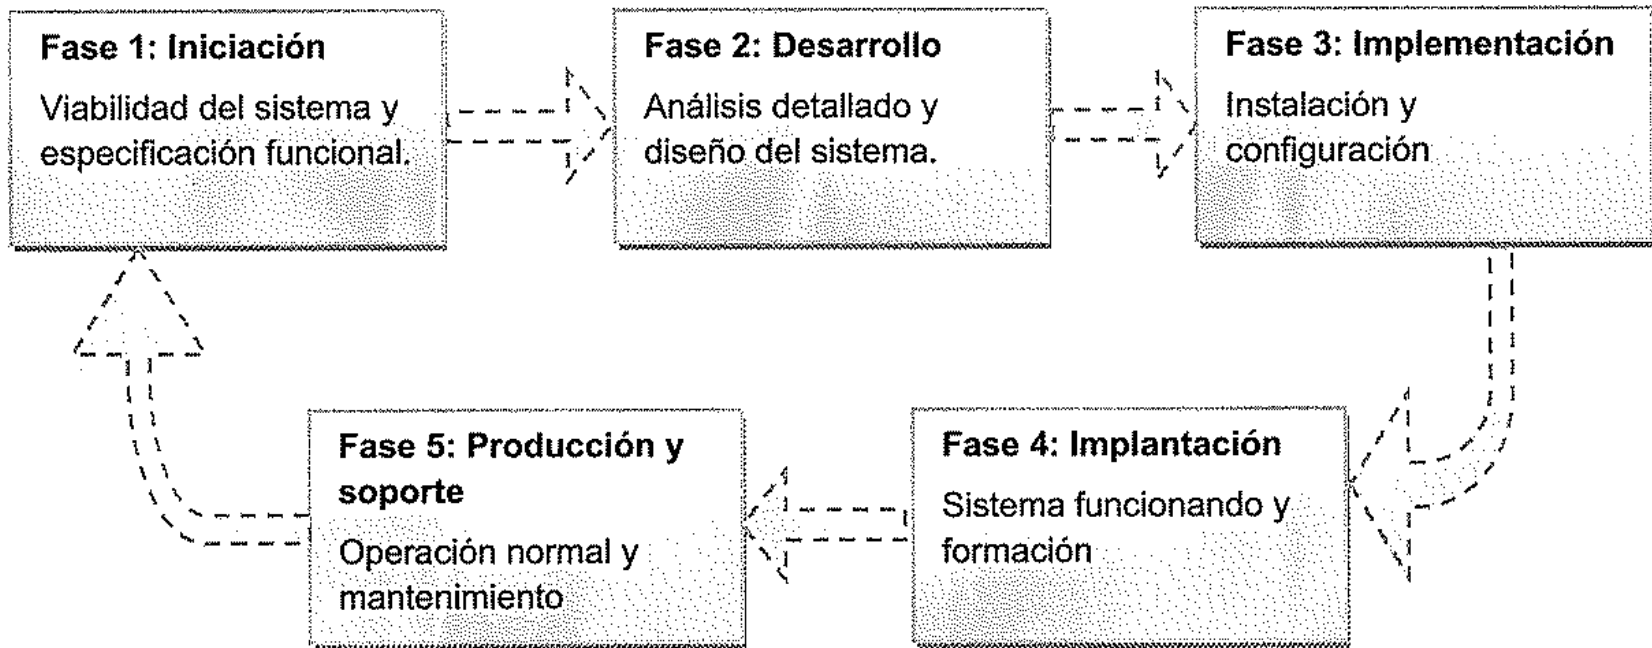 Fase 1: Iniciación
Viabilidad del sistema y
especificación funcional.
Fase 2: Desarrollo
Análisis detallado y
diseño del sistema.
Fase 3: Implementación
Instalación y
configuración
Fase 4: Implantación
Sistema funcionando y
formación
Fase 5: Producción y
soporte
Operación normal y
mantenimiento